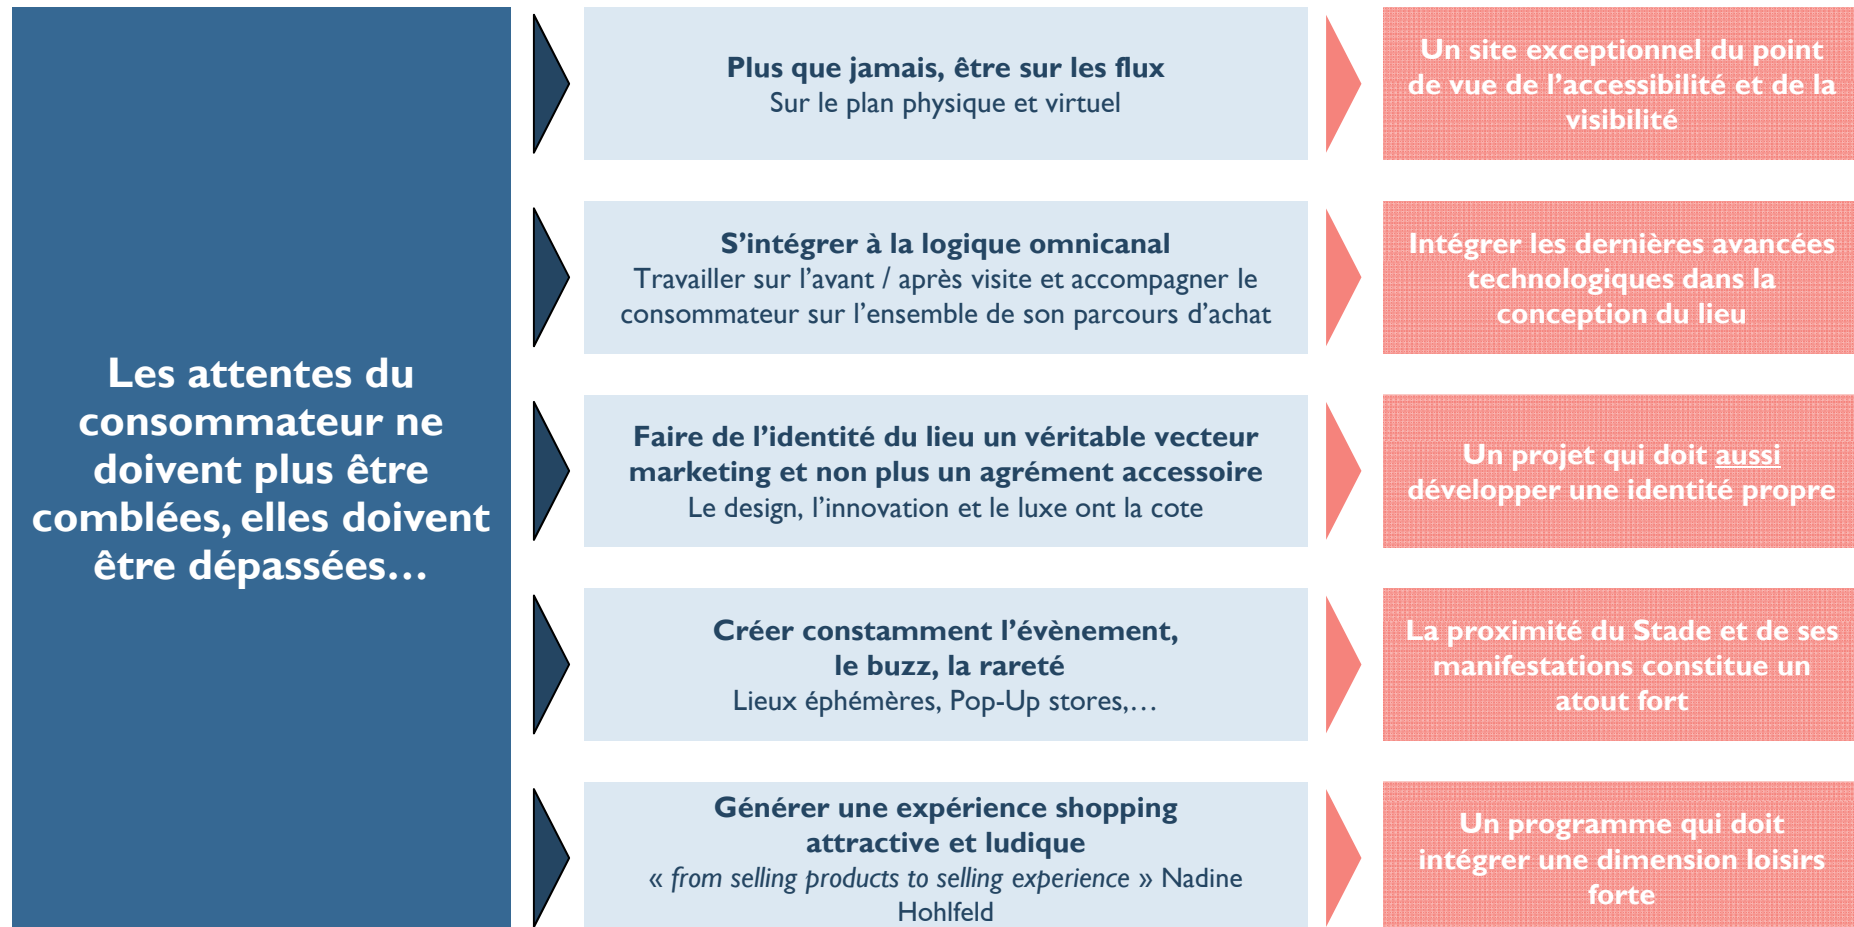 Les attentes du
consommateur ne
doivent plus être
comblées, elles doivent
être dépassées…
Plus que jamais, être sur les flux
Sur le plan physique et virtuel
Un site exceptionnel du point
de vue de l’accessibilité et de la
visibilité
S’intégrer à la logique omnicanal
Travailler sur l’avant / après visite et accompagner le
consommateur sur l’ensemble de son parcours d’achat
Intégrer les dernières avancées
technologiques dans la
conception du lieu
Faire de l’identité du lieu un véritable vecteur
marketing et non plus un agrément accessoire
Le design, l’innovation et le luxe ont la cote
Un projet qui doit aussi
développer une identité propre
Créer constamment l’évènement,
le buzz, la rareté
Lieux éphémères, Pop-Up stores,…
La proximité du Stade et de ses
manifestations constitue un
atout fort
Générer une expérience shopping
attractive et ludique
« from selling products to selling experience » Nadine
Hohlfeld
Un programme qui doit
intégrer une dimension loisirs
forte